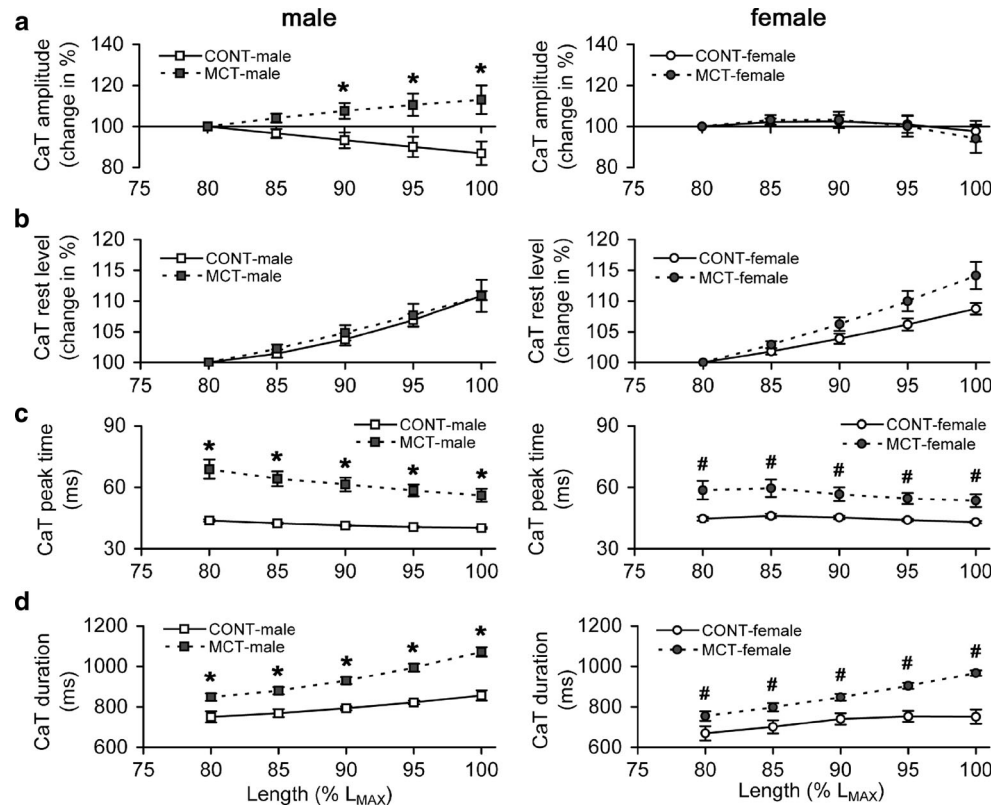 male
female
a
CaT amplitude
(change in %)
140
120
100
80
CONT-male
MCT-male
* * *
75 80 85 90 95 100
CaT amplitude
(change in %)
140
120
100
80
CONT-female
MCT-female
75 80 85 90 95 100
b
CaT rest level
(change in %)
120
115
110
105
100
CONT-male
MCT-male
75 80 85 90 95 100
CaT rest level
(change in %)
120
115
110
105
100
CONT-female
MCT-female
75 80 85 90 95 100
c
CaT peak time
(ms)
90
60
30
CONT-male
MCT-male
* * * * *
75 80 85 90 95 100
CaT peak time
(ms)
90
60
30
CONT-female
MCT-female
# # # # #
75 80 85 90 95 100
d
CaT duration
(ms)
1200
1000
800
600
CONT-male
MCT-male
* * * * *
75 80 85 90 95 100
Length (% LMAX)
CaT duration
(ms)
1200
1000
800
600
CONT-female
MCT-female
# # # # #
75 80 85 90 95 100
Length (% LMAX)